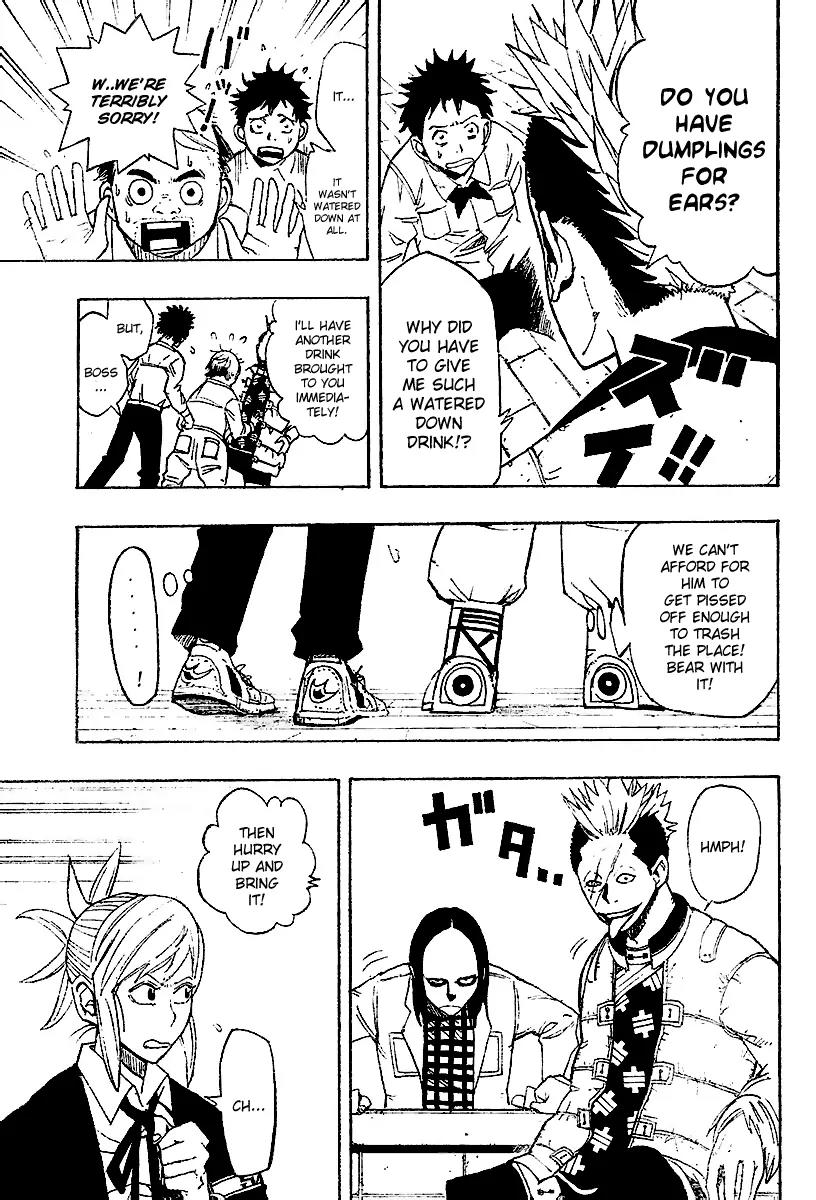 DO YOU
HAVE
DUMPLINGS
FOR
EARS?
WHY DID
YOU HAVE
TO GIVE
ME SUCH
A WATERED
DOWN
DRINK!?
ズズイ!!
IT...
IT
WASN'T
WATERED
DOWN AT
ALL.
W..WE'RE
TERRIBLY
SORRY!
I'LL HAVE
ANOTHER
DRINK
BROUGHT
TO YOU
IMMEDIA-
TELY!
BUT,
BOSS
...
WE CAN'T
AFFORD FOR
HIM TO
GET PISSED
OFF ENOUGH
TO TRASH
THE PLACE!
BEAR WITH
IT!
.....!
HMPH!
ガタ..
THEN
HURRY
UP AND
BRING
IT!
CH...